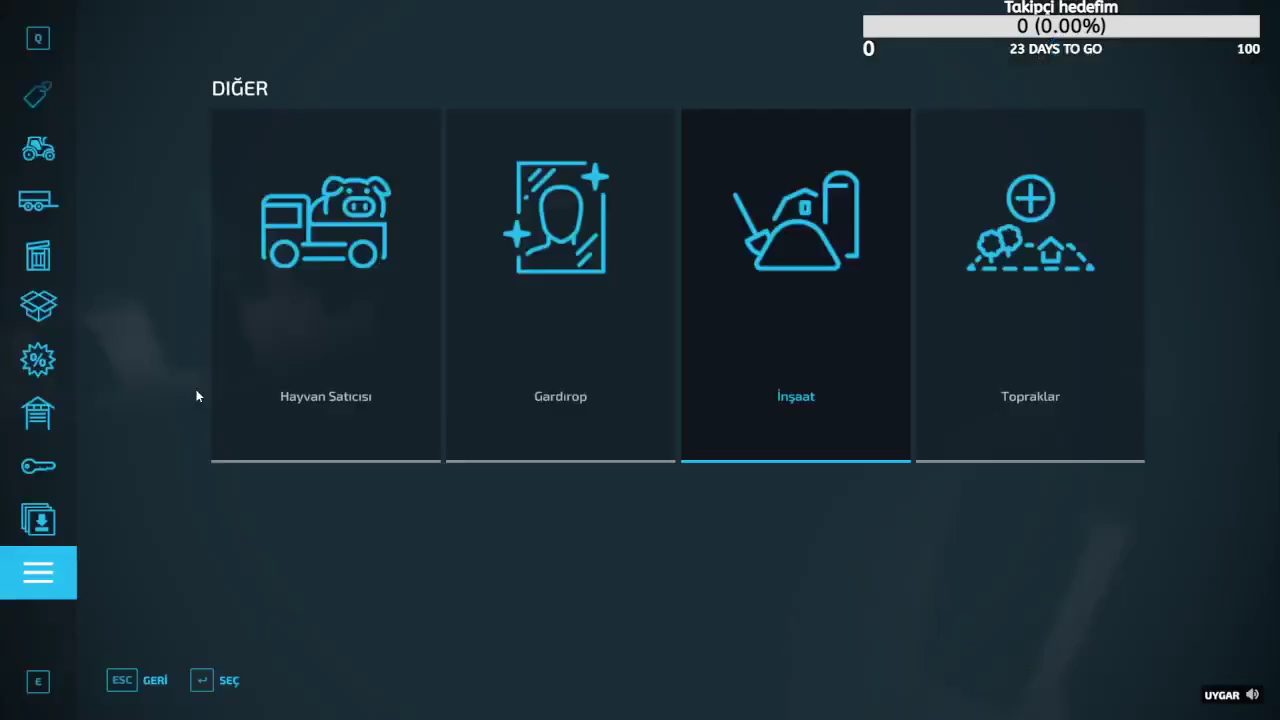 Takipçi hedefim
0 (0.00%)
0 23 DAYS TO GO 100
Q
DIĞER
%
Hayvan Satıcısı
Gardırop
İnşaat
Topraklar
E
ESC GERİ SEÇ
UYGAR